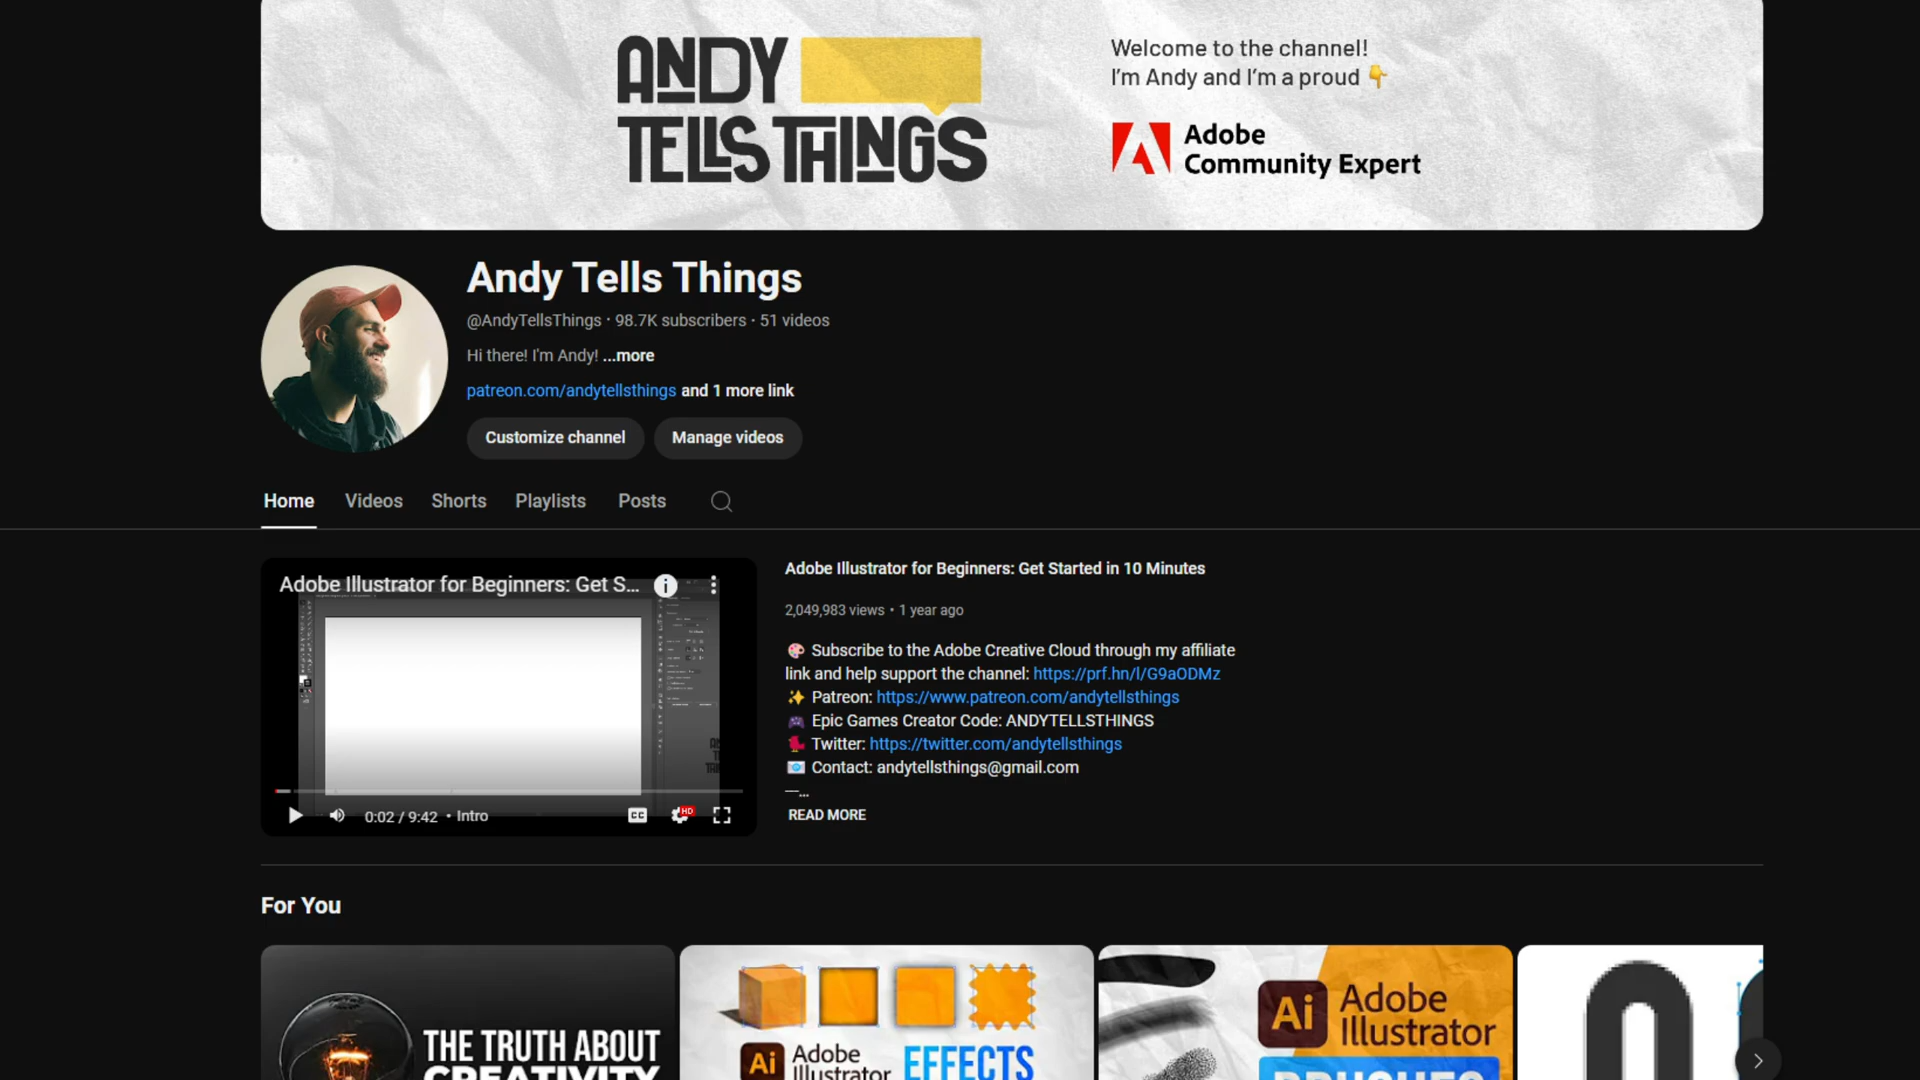 ANDY
TELLS THINGS
Welcome to the channel!
I'm Andy and I'm a proud 👇
Adobe
Community Expert
Andy Tells Things
@AndyTellsThings · 98.7K subscribers · 51 videos
Hi there! I'm Andy! ...more
patreon.com/andytellsthings and 1 more link
Customize channel
Manage videos
Home
Videos
Shorts
Playlists
Posts
Adobe Illustrator for Beginners: Get S...
0:02 / 9:42 · Intro
CC
HD
Adobe Illustrator for Beginners: Get Started in 10 Minutes
2,049,983 views · 1 year ago
🎨 Subscribe to the Adobe Creative Cloud through my affiliate
link and help support the channel: https://prf.hn/l/G9aODMz
✨ Patreon: https://www.patreon.com/andytellsthings
🎮 Epic Games Creator Code: ANDYTELLSTHINGS
🐦 Twitter: https://twitter.com/andytellsthings
📧 Contact: andytellsthings@gmail.com
—...
READ MORE
For You
THE TRUTH ABOUT
CREATIVITY
Ai Adobe
Illustrator
EFFECTS
Ai Adobe
Illustrator
BRUSHES